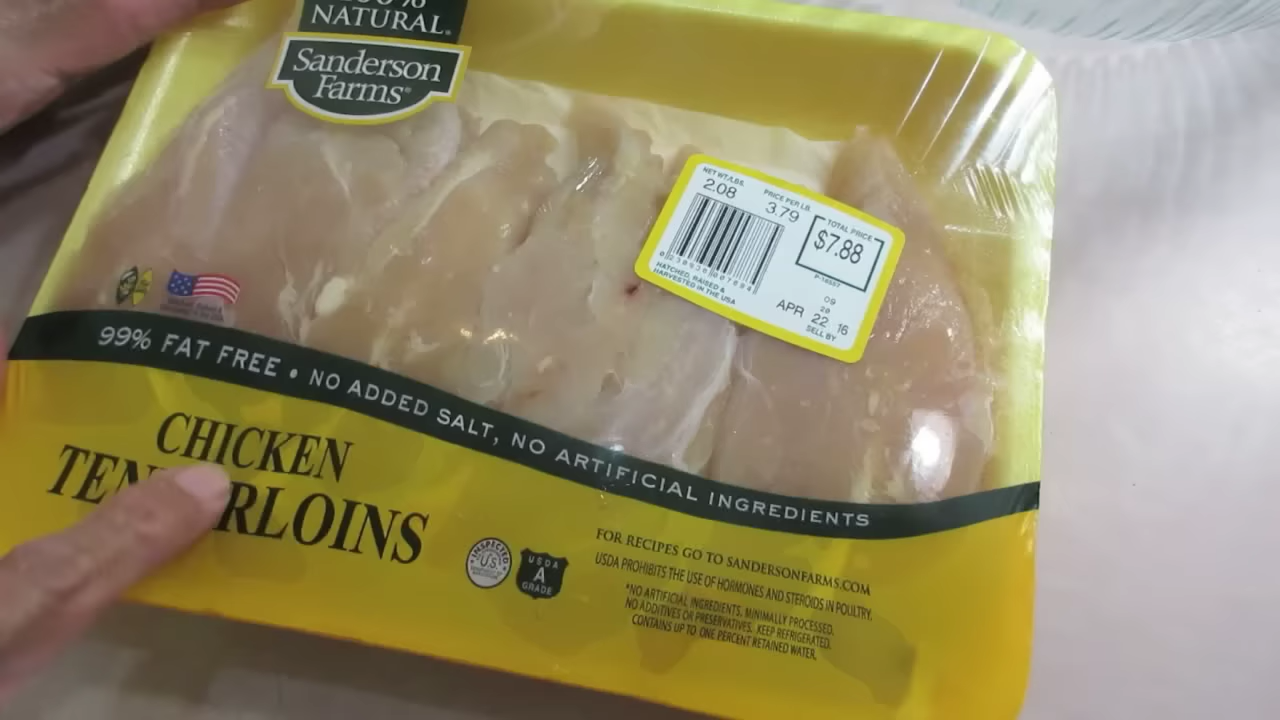 NATURAL.
Sanderson
Farms®
NET WT/LBS.
2.08
PRICE PER LB.
3.79
TOTAL PRICE
$7.88
HATCHED, RAISED &
HARVESTED IN THE USA
09
28
APR 22 16
SELL BY
99% FAT FREE • NO ADDED SALT, NO ARTIFICIAL INGREDIENTS
CHICKEN
INSPECTED
U.S.
USDA
A
GRADE
FOR RECIPES GO TO SANDERSONFARMS.COM
USDA PROHIBITS THE USE OF HORMONES AND STEROIDS IN POULTRY.
*NO ARTIFICIAL INGREDIENTS. MINIMALLY PROCESSED.
NO ADDITIVES OR PRESERVATIVES. KEEP REFRIGERATED.
CONTAINS UP TO ONE PERCENT RETAINED WATER.